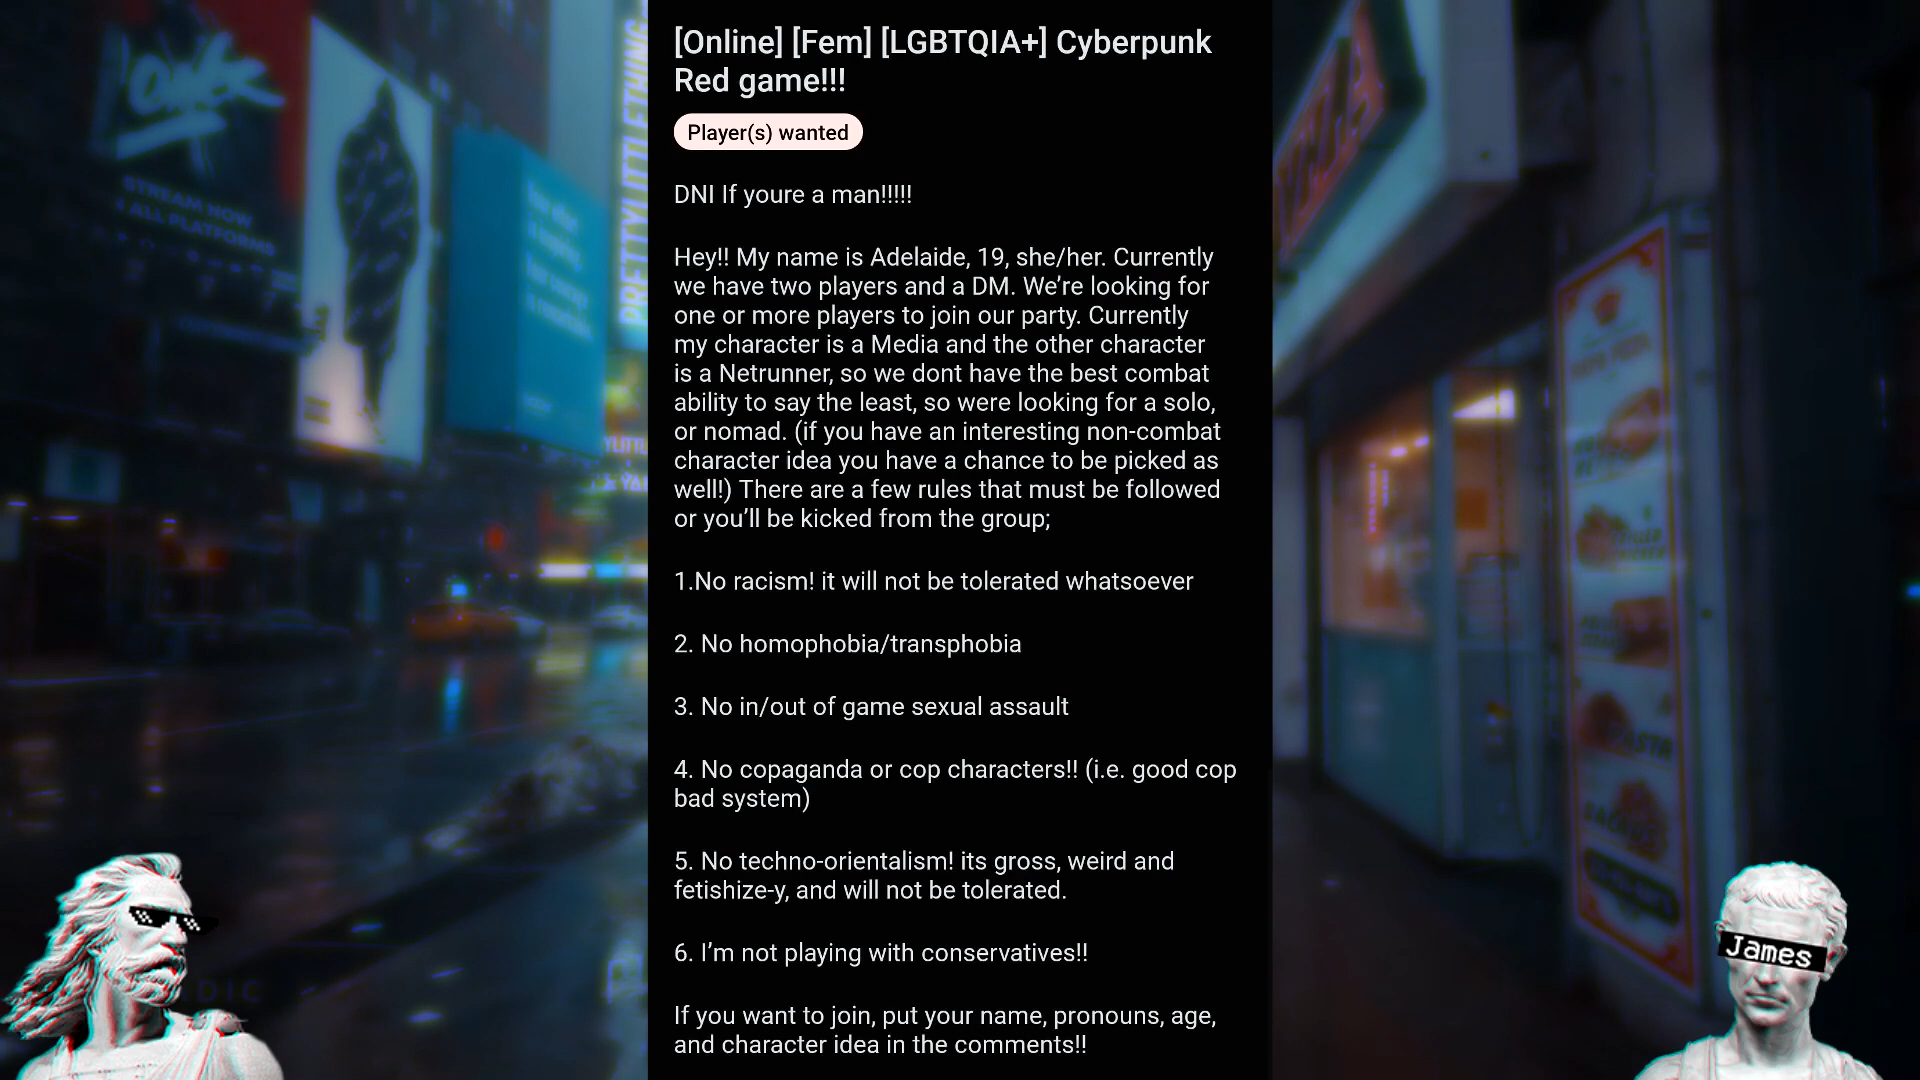 [Online] [Fem] [LGBTQIA+] Cyberpunk
Red game!!!
Player(s) wanted
DNI If youre a man!!!!!
Hey!! My name is Adelaide, 19, she/her. Currently
we have two players and a DM. We’re looking for
one or more players to join our party. Currently
my character is a Media and the other character
is a Netrunner, so we dont have the best combat
ability to say the least, so were looking for a solo,
or nomad. (if you have an interesting non-combat
character idea you have a chance to be picked as
well!) There are a few rules that must be followed
or you’ll be kicked from the group;
1.No racism! it will not be tolerated whatsoever
2. No homophobia/transphobia
3. No in/out of game sexual assault
4. No copaganda or cop characters!! (i.e. good cop
bad system)
5. No techno-orientalism! its gross, weird and
fetishize-y, and will not be tolerated.
6. I’m not playing with conservatives!!
If you want to join, put your name, pronouns, age,
and character idea in the comments!!
STREAM NOW
ALL PLATFORMS
PRETTYLITTLETHING
PASTA
James